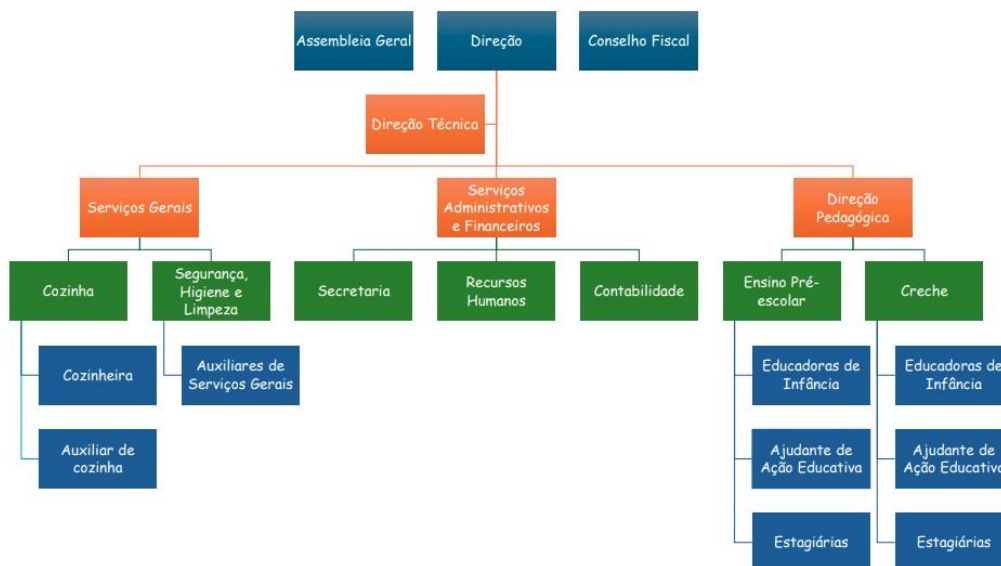 Assembleia Geral
Direção
Conselho Fiscal
Direção Técnica
Serviços Gerais
Serviços
Administrativos
e Financeiros
Direção
Pedagógica
Cozinha
Segurança,
Higiene e
Limpeza
Secretaria
Recursos
Humanos
Contabilidade
Ensino Pré-
escolar
Creche
Cozinheira
Auxiliares de
Serviços Gerais
Educadoras de
Infância
Educadoras de
Infância
Auxiliar de
cozinha
Ajudante de
Ação Educativa
Ajudante de
Ação Educativa
Estagiárias
Estagiárias